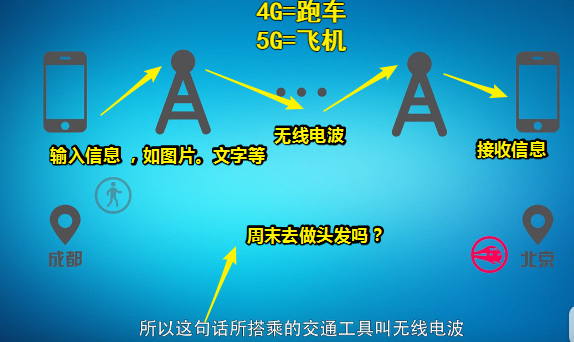 4G=跑车
5G=飞机
无线电波
接收信息
输入信息 ，如图片。文字等
周末去做头发吗？
成都
北京
所以这句话所搭乘的交通工具叫无线电波